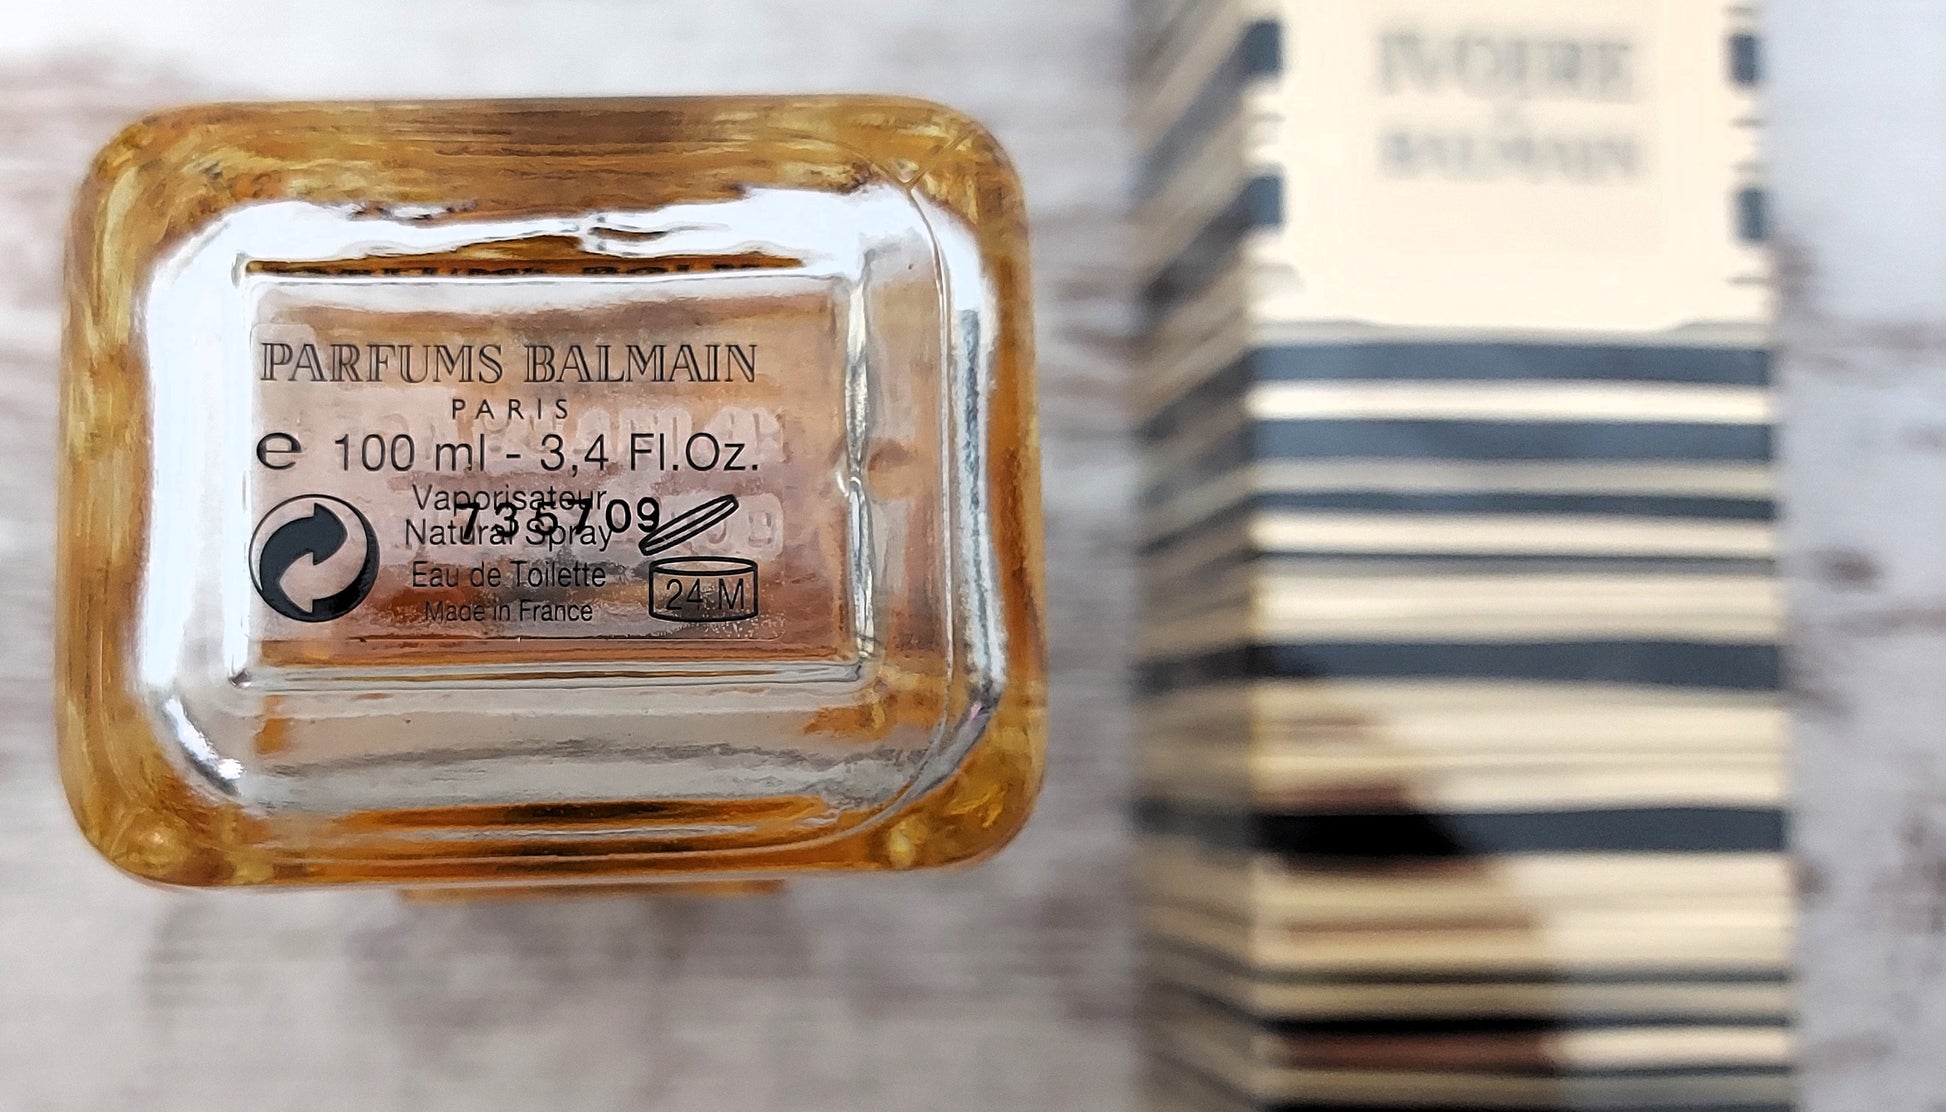 PARFUMS BALMAIN
PARIS
℮ 100 ml - 3,4 Fl.Oz.
Vaporisateur
735709
Natural Spray
Eau de Toilette
24 M
Made in France
IVOIRE
BALMAIN